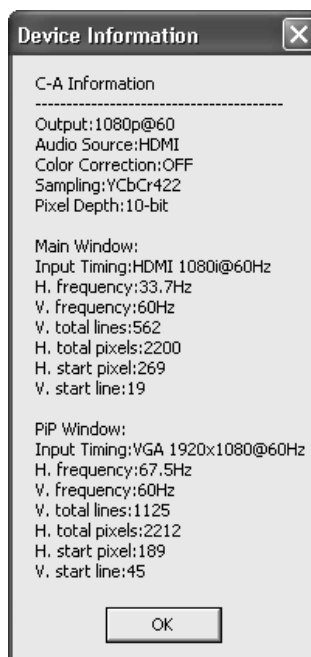 Device Information
C-A Information
----------------------------------------
Output:1080p@60
Audio Source:HDMI
Color Correction:OFF
Sampling:YCbCr422
Pixel Depth:10-bit
Main Window:
Input Timing:HDMI 1080i@60Hz
H. frequency:33.7Hz
V. frequency:60Hz
V. total lines:562
H. total pixels:2200
H. start pixel:269
V. start line:19
PiP Window:
Input Timing:VGA 1920x1080@60Hz
H. frequency:67.5Hz
V. frequency:60Hz
V. total lines:1125
H. total pixels:2212
H. start pixel:189
V. start line:45
OK